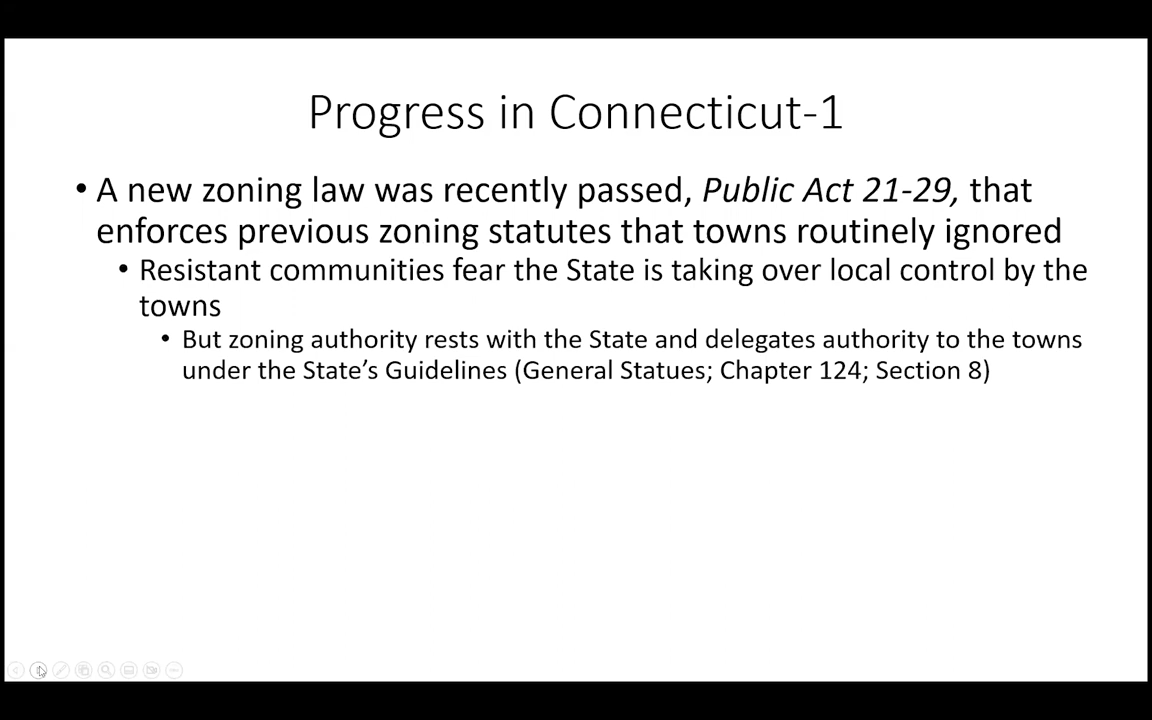 Progress in Connecticut-1
• A new zoning law was recently passed, Public Act 21-29, that
enforces previous zoning statutes that towns routinely ignored
• Resistant communities fear the State is taking over local control by the
towns
• But zoning authority rests with the State and delegates authority to the towns
under the State's Guidelines (General Statues; Chapter 124; Section 8)